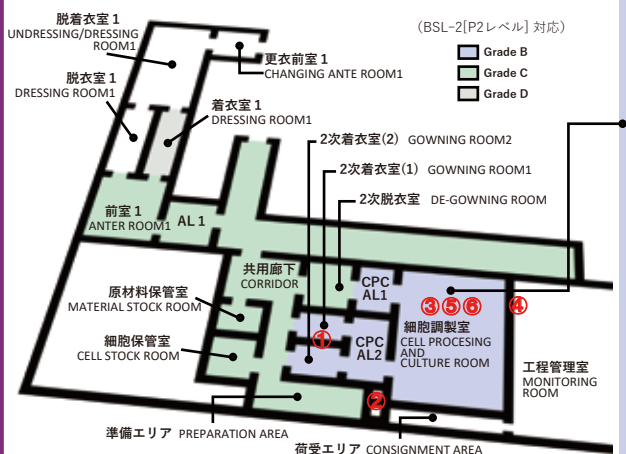 脱着衣室 1
UNDRESSING/DRESSING
ROOM1
(BSL-2[P2レベル] 対応)
Grade B
Grade C
Grade D
更衣前室 1
CHANGING ANTE ROOM1
脱衣室 1
DRESSING ROOM1
着衣室 1
DRESSING ROOM1
2次着衣室(2) GOWNING ROOM2
2次着衣室(1) GOWNING ROOM1
2次脱衣室 DE-GOWNING ROOM
前室 1
ANTER ROOM1
AL 1
共用廊下
CORRIDOR
CPC
AL1
③⑤⑥
④
原材料保管室
MATERIAL STOCK ROOM
①
CPC
AL2
細胞調製室
CELL PROCESING
AND
CULTURE ROOM
細胞保管室
CELL STOCK ROOM
工程管理室
MONITORING
ROOM
②
準備エリア PREPARATION AREA
荷受エリア CONSIGNMENT AREA